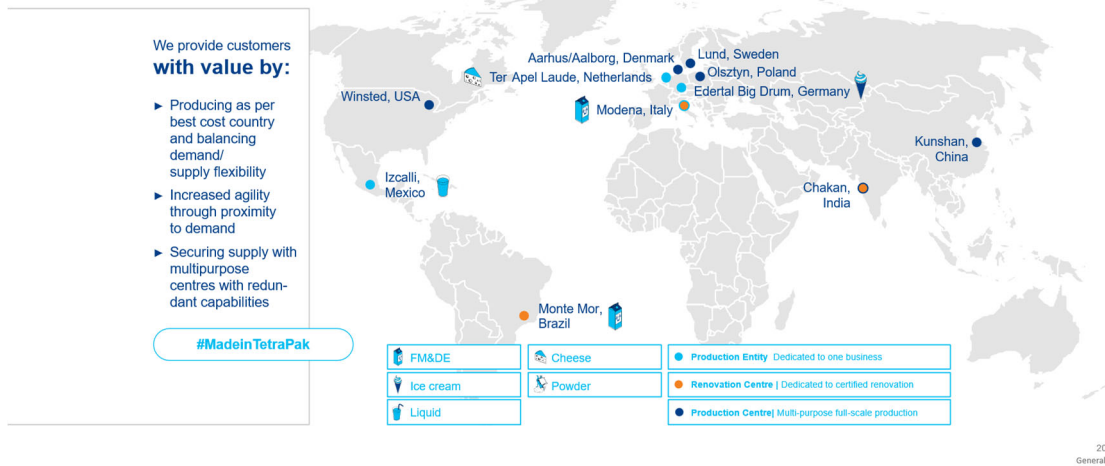 We provide customers
with value by:
► Producing as per
best cost country
and balancing
demand/
supply flexibility
► Increased agility
through proximity
to demand
► Securing supply with
multipurpose
centres with redun-
dant capabilities
#MadeinTetraPak
Aarhus/Aalborg, Denmark
Lund, Sweden
Ter Apel Laude, Netherlands
Olsztyn, Poland
Winsted, USA
Edertal Big Drum, Germany
Modena, Italy
Kunshan,
China
Izcalli,
Mexico
Chakan,
India
Monte Mor,
Brazil
FM&DE
Cheese
Production Entity Dedicated to one business
Ice cream
Powder
Renovation Centre | Dedicated to certified renovation
Liquid
Production Centre| Multi-purpose full-scale production
20
General